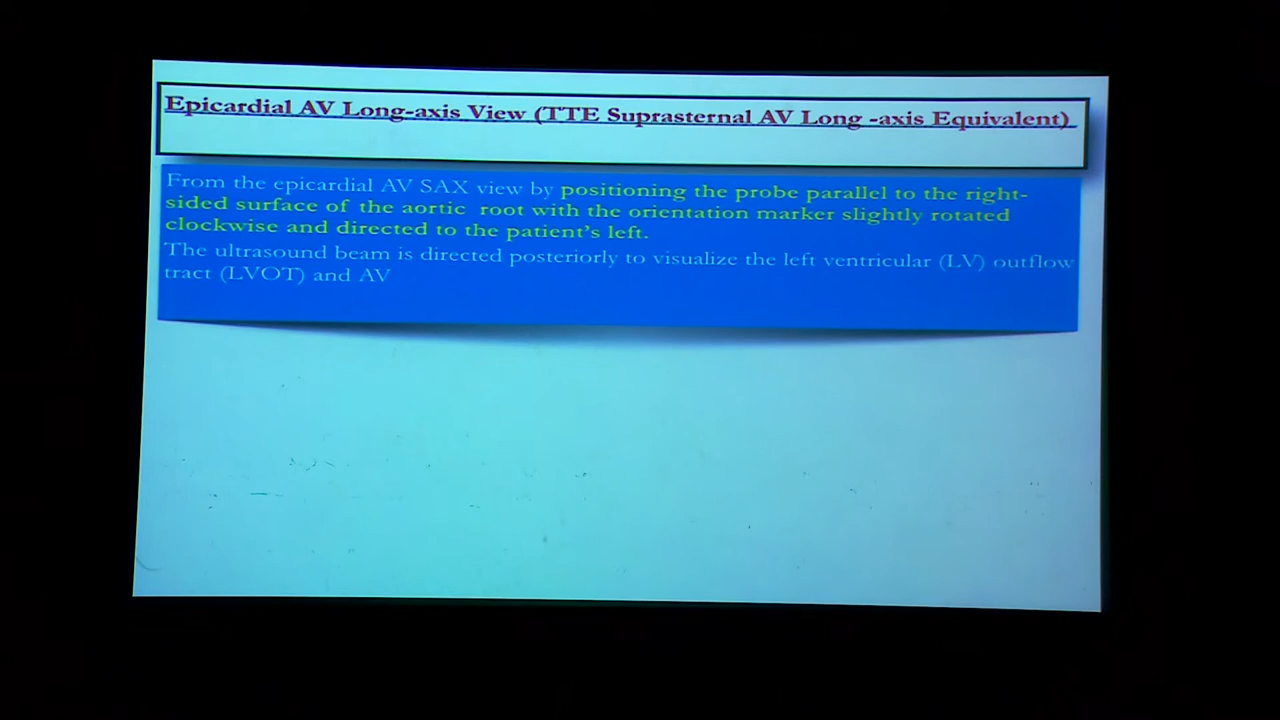 Epicardial AV Long-axis View (TTE Suprasternal AV Long -axis Equivalent)
From the epicardial AV SAX view by positioning the probe parallel to the right-
sided surface of the aortic root with the orientation marker slightly rotated
clockwise and directed to the patient's left.
The ultrasound beam is directed posteriorly to visualize the left ventricular (LV) outflow
tract (LVOT) and AV